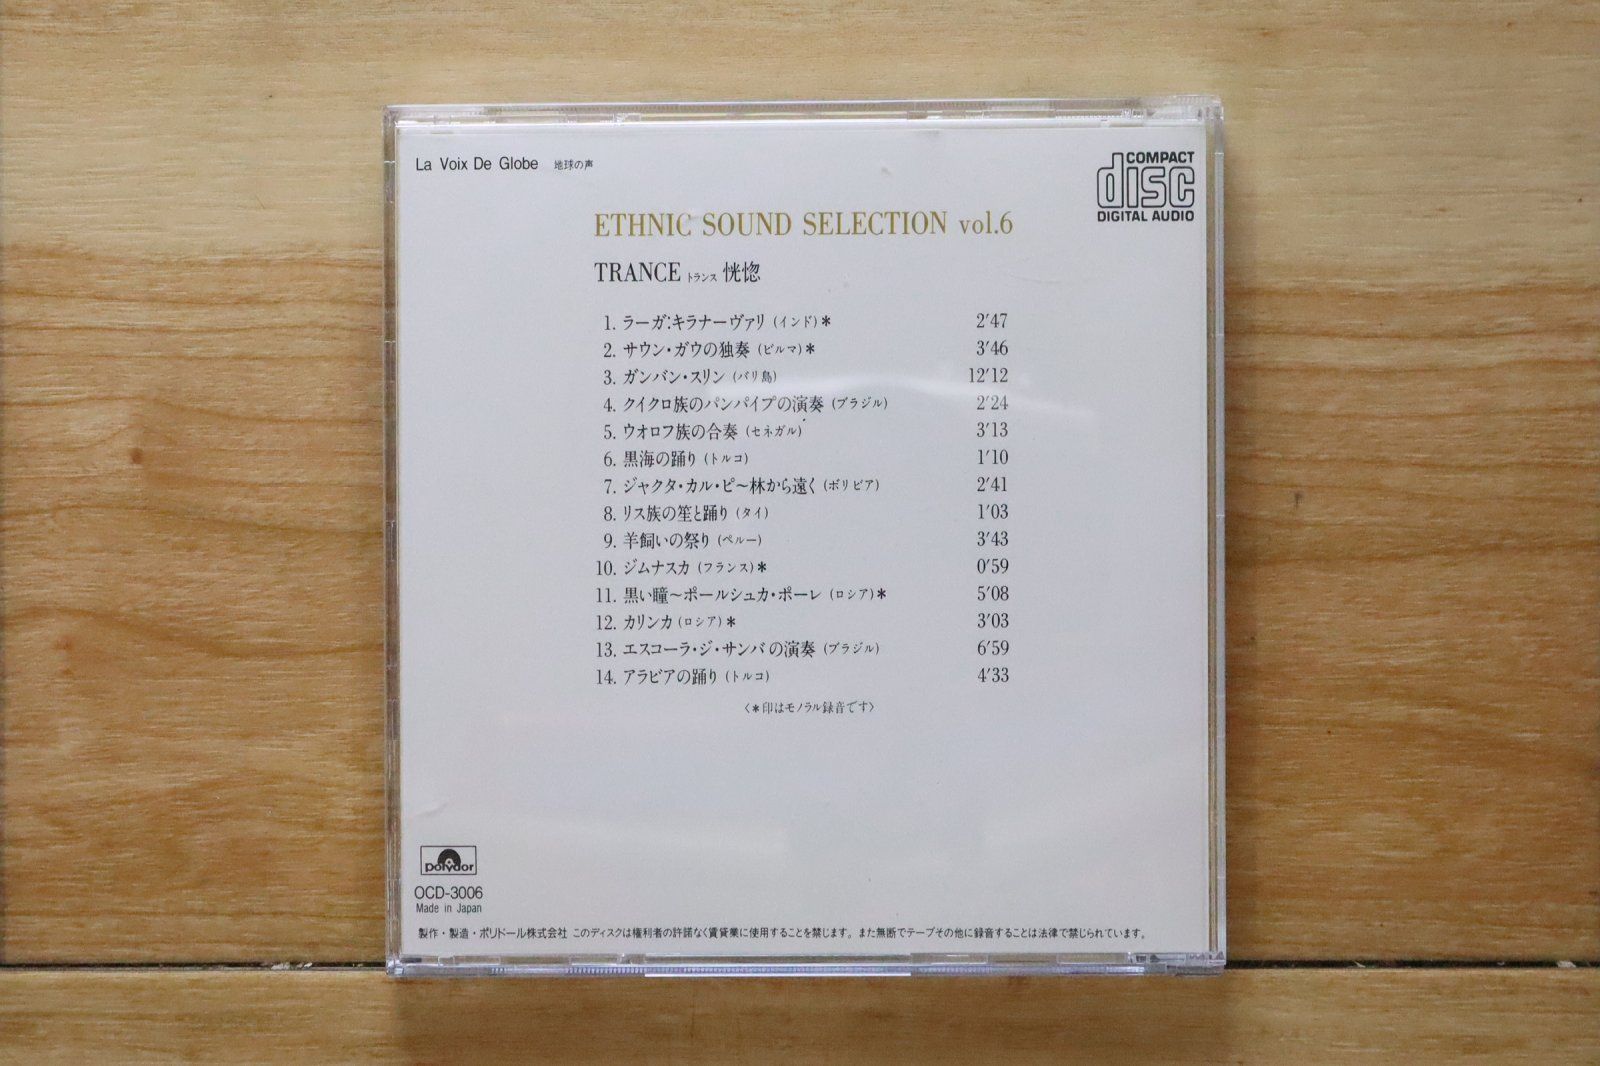 La Voix De Globe 地球の声
COMPACT
disc
DIGITAL AUDIO
ETHNIC SOUND SELECTION vol.6
TRANCE トランス 恍惚
1. ラーガ:キラナーヴァリ (インド)＊ 2'47
2. サウン・ガウの独奏 (ビルマ)＊ 3'46
3. ガンバン・スリン (バリ島) 12'12
4. クイクロ族のパンパイプの演奏 (ブラジル) 2'24
5. ウオロフ族の合奏 (セネガル) 3'13
6. 黒海の踊り (トルコ) 1'10
7. ジャクタ・カル・ピ〜林から遠く (ボリビア) 2'41
8. リス族の笙と踊り (タイ) 1'03
9. 羊飼いの祭り (ペルー) 3'43
10. ジムナスカ (フランス)＊ 0'59
11. 黒い瞳〜ポールシュカ・ポーレ (ロシア)＊ 5'08
12. カリンカ (ロシア)＊ 3'03
13. エスコーラ・ジ・サンバの演奏 (ブラジル) 6'59
14. アラビアの踊り (トルコ) 4'33
〈＊印はモノラル録音です〉
polydor
OCD-3006
Made in Japan
製作・製造・ポリドール株式会社 このディスクは権利者の許諾なく賃貸業に使用することを禁じます。また無断でテープその他に録音することは法律で禁じられています。